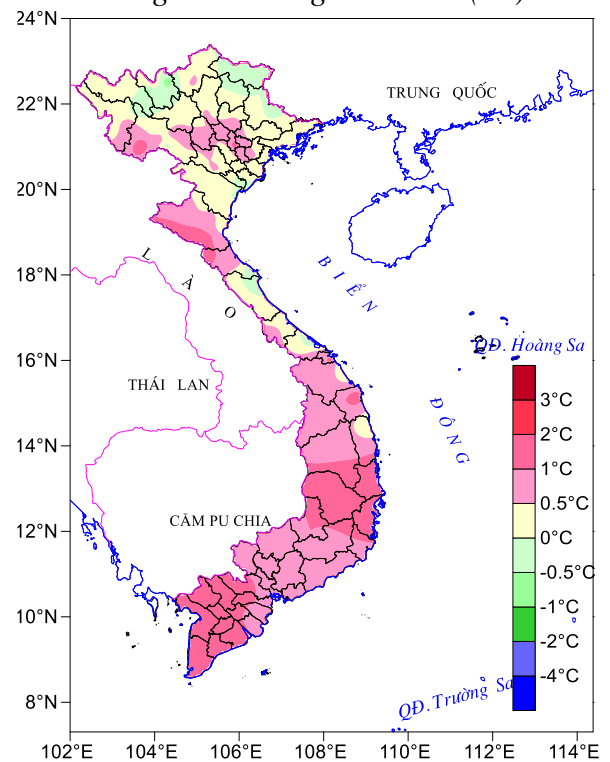 24°N
TRUNG QUỐC
22°N
20°N
LÀO
BIỂN
18°N
QĐ. Hoàng Sa
16°N
THÁI LAN
3°C
ĐÔNG
2°C
14°N
1°C
0.5°C
CĂM PU CHIA
12°N
0°C
-0.5°C
-1°C
10°N
-2°C
-4°C
QĐ. Trường Sa
8°N
102°E 104°E 106°E 108°E 110°E 112°E 114°E